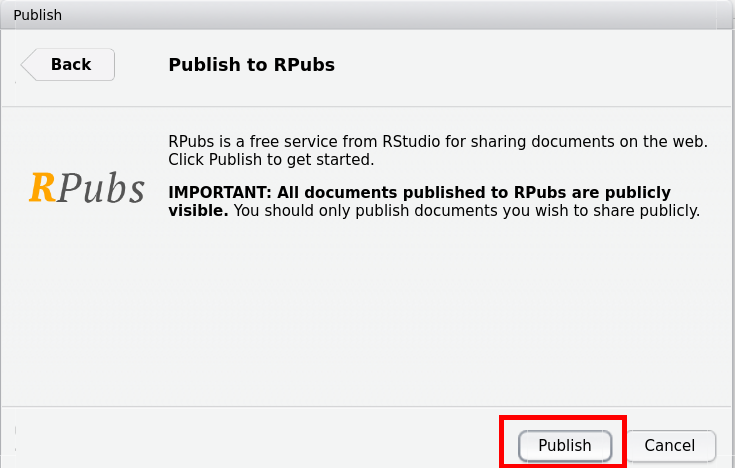 Publish
Back
Publish to RPubs
RPubs is a free service from RStudio for sharing documents on the web.
Click Publish to get started.
RPubs
IMPORTANT: All documents published to RPubs are publicly
visible. You should only publish documents you wish to share publicly.
Publish
Cancel